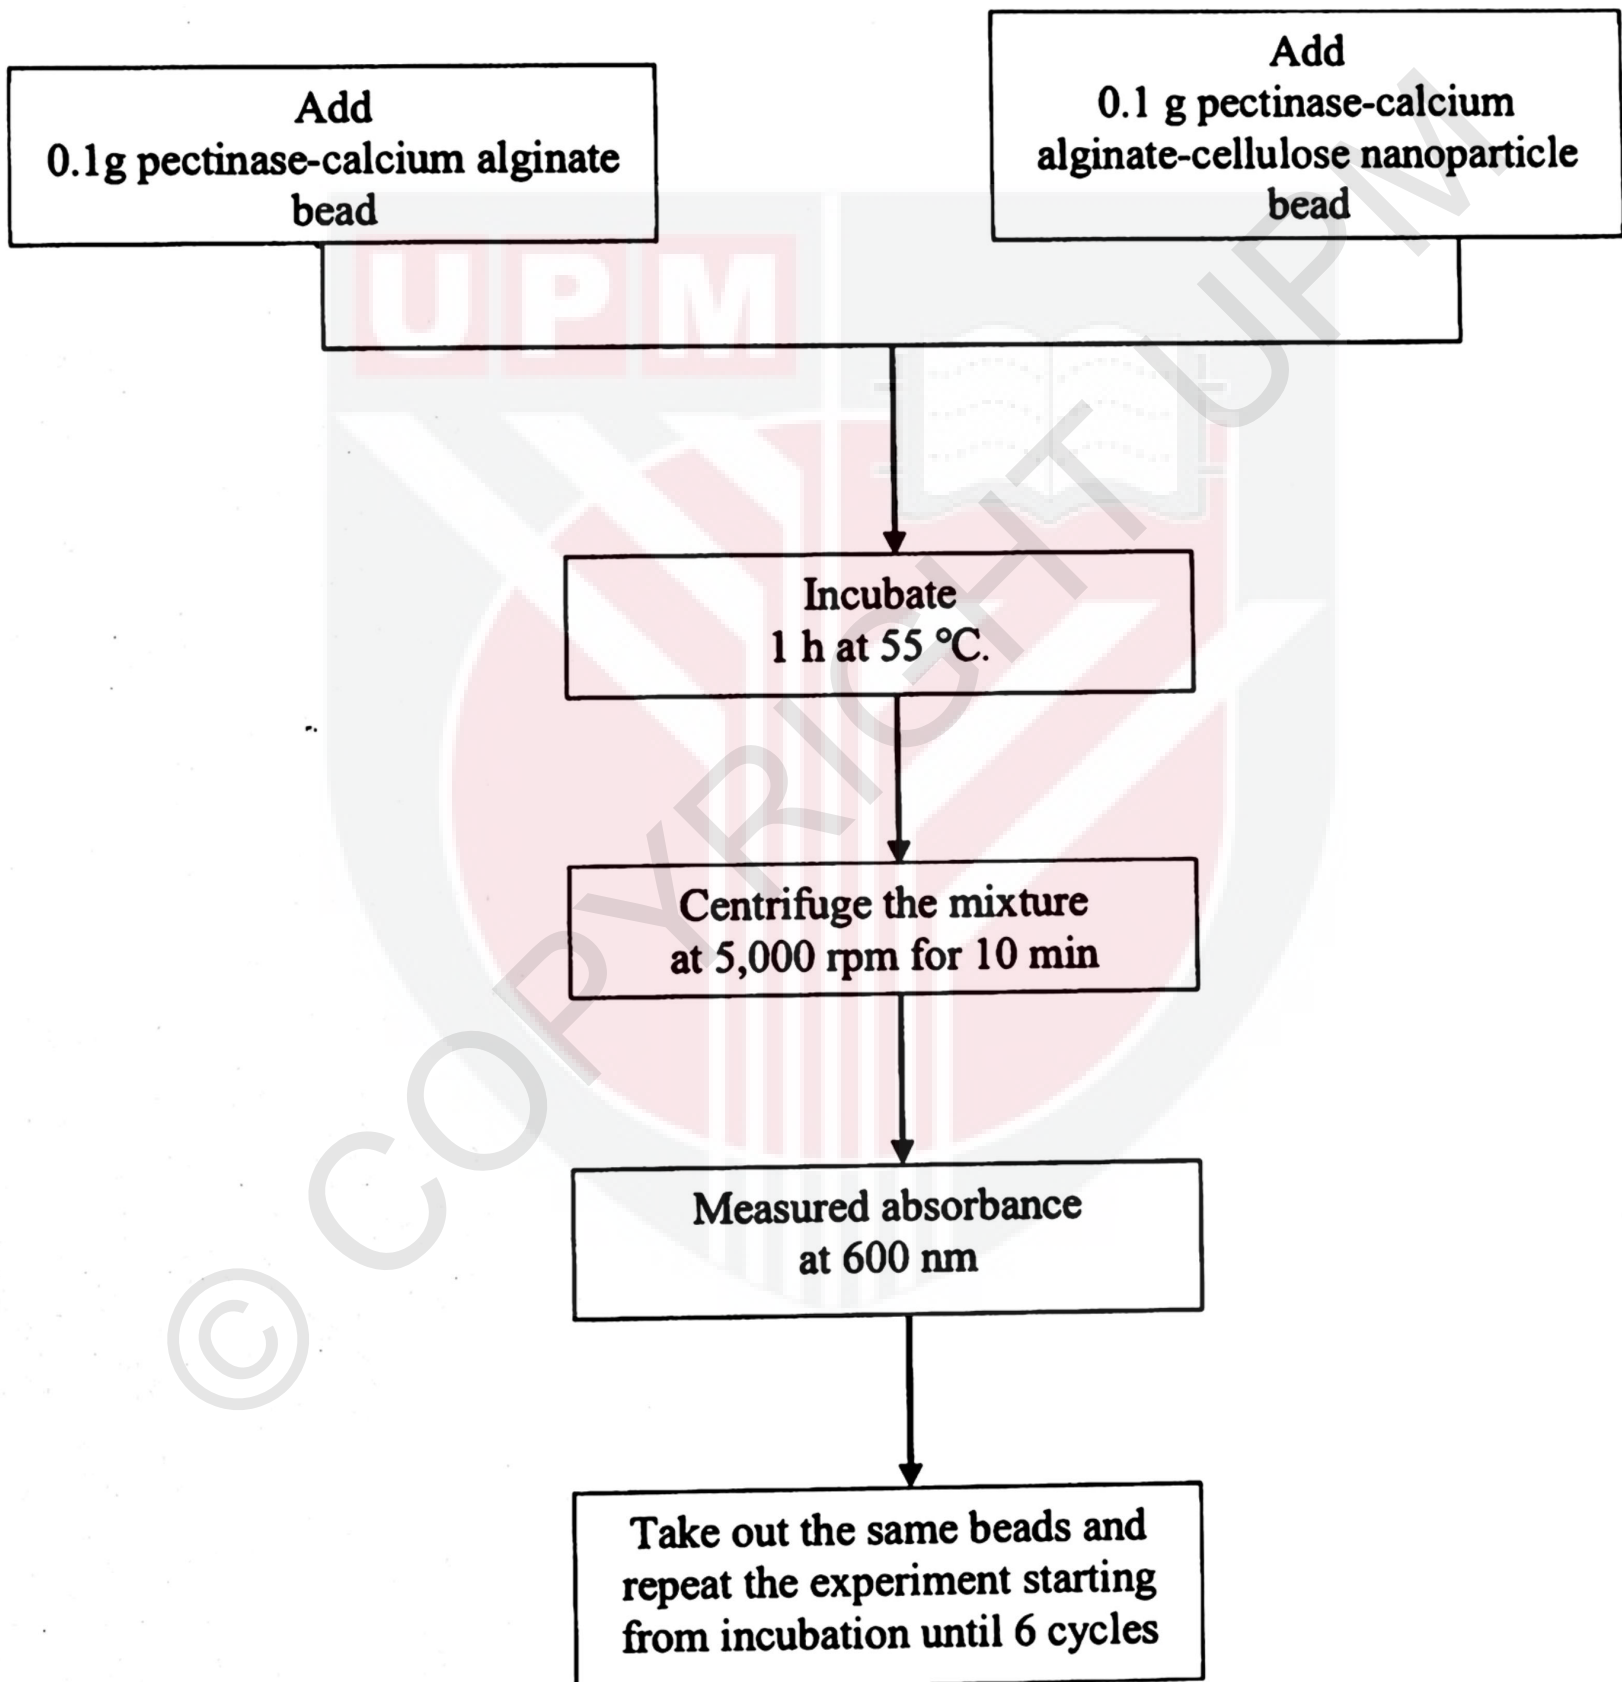 Add
0.1g pectinase-calcium alginate
bead
Add
0.1 g pectinase-calcium
alginate-cellulose nanoparticle
bead
UPM
Incubate
1 h at 55 °C.
Centrifuge the mixture
at 5,000 rpm for 10 min
Measured absorbance
at 600 nm
Take out the same beads and
repeat the experiment starting
from incubation until 6 cycles
© COPYRIGHT UPM